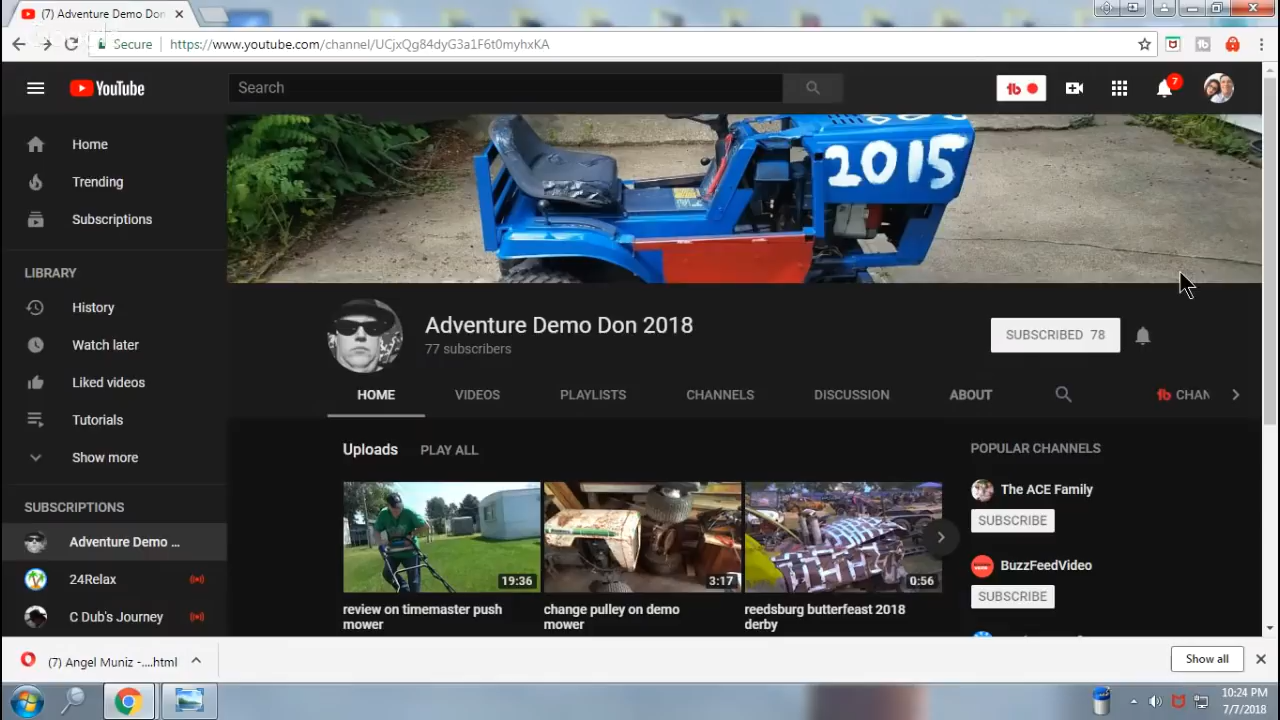 (7) Adventure Demo Don
Secure
https://www.youtube.com/channel/UCjxQg84dyG3a1F6t0myhxKA
YouTube
Search
7
Home
Trending
Subscriptions
LIBRARY
History
Watch later
Liked videos
Tutorials
Show more
SUBSCRIPTIONS
Adventure Demo ...
24Relax
C Dub's Journey
2015
Adventure Demo Don 2018
77 subscribers
SUBSCRIBED 78
HOME
VIDEOS
PLAYLISTS
CHANNELS
DISCUSSION
ABOUT
CHAN
Uploads
PLAY ALL
19:36
3:17
0:56
review on timemaster push
mower
change pulley on demo
mower
reedsburg butterfeast 2018
derby
POPULAR CHANNELS
The ACE Family
SUBSCRIBE
BuzzFeedVideo
SUBSCRIBE
(7) Angel Muniz -....html
Show all
10:24 PM
7/7/2018